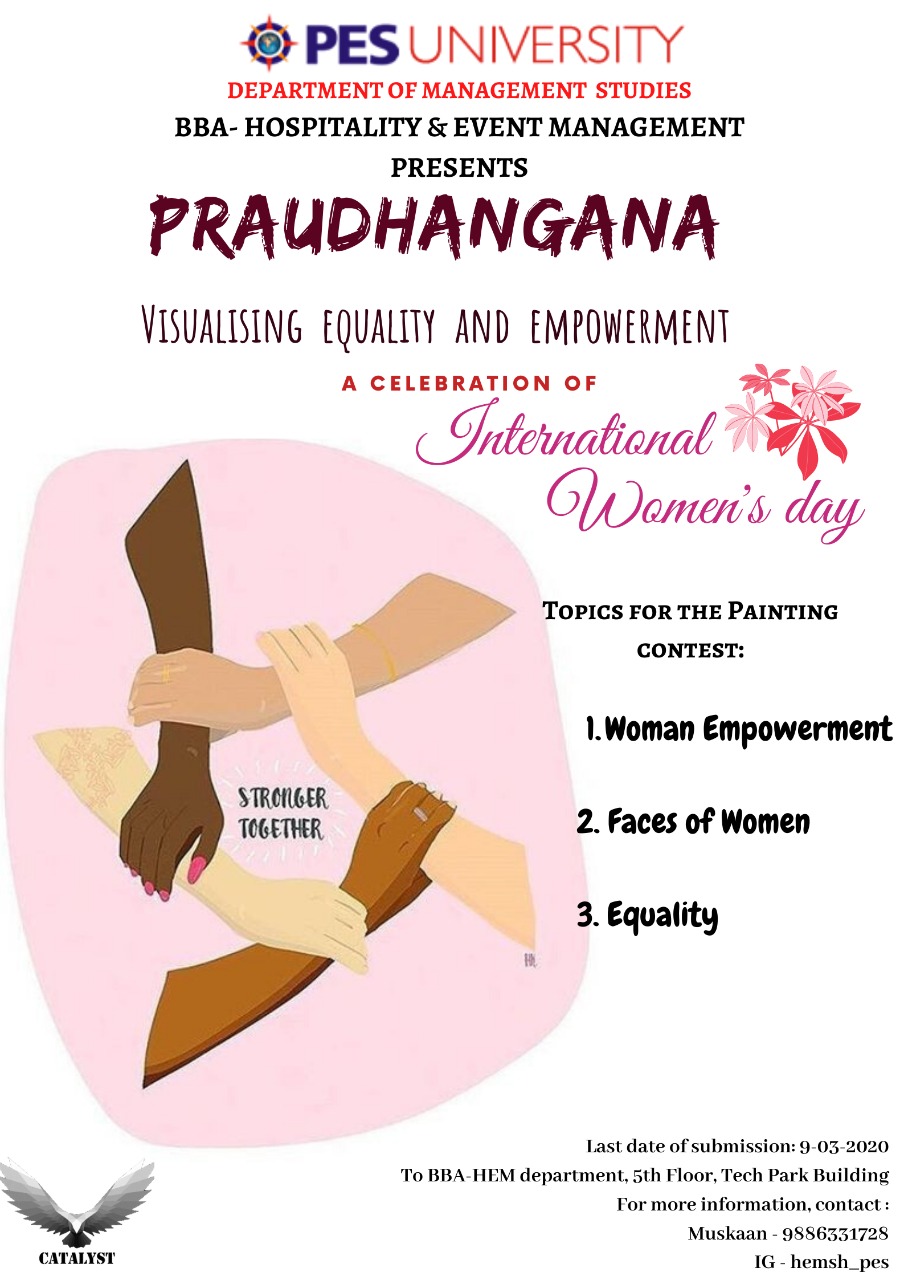 PES UNIVERSITY
DEPARTMENT OF MANAGEMENT STUDIES
BBA- HOSPITALITY & EVENT MANAGEMENT
PRESENTS
PRAUDHANGANA
VISUALISING EQUALITY AND EMPOWERMENT
A CELEBRATION OF
International
Women's day
TOPICS FOR THE PAINTING
CONTEST:
1. Woman Empowerment
2. Faces of Women
3. Equality
STRONGER
TOGETHER
Last date of submission: 9-03-2020
To BBA-HEM department, 5th Floor, Tech Park Building
For more information, contact :
Muskaan - 9886331728
IG - hemsh_pes
CATALYST